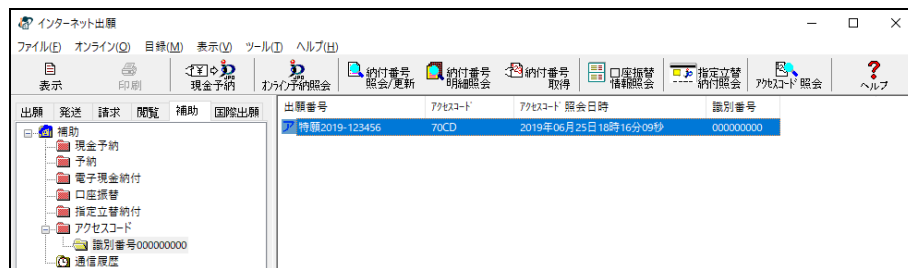 インターネット出願
ファイル(F) オンライン(O) 目録(M) 表示(V) ツール(T) ヘルプ(H)
表示 印刷 現金予納 オンライン予納照会 納付番号照会/更新 納付番号明細照会 納付番号取得 口座振替情報照会 指定立替納付照会 アクセスコード照会 ヘルプ
出願 発送 請求 閲覧 補助 国際出願
出願番号 アクセスコード アクセスコード照会日時 識別番号
特願2019-123456 70CD 2019年06月25日18時16分09秒 000000000
補助
現金予納
予納
電子現金納付
口座振替
指定立替納付
アクセスコード
識別番号000000000
通信履歴